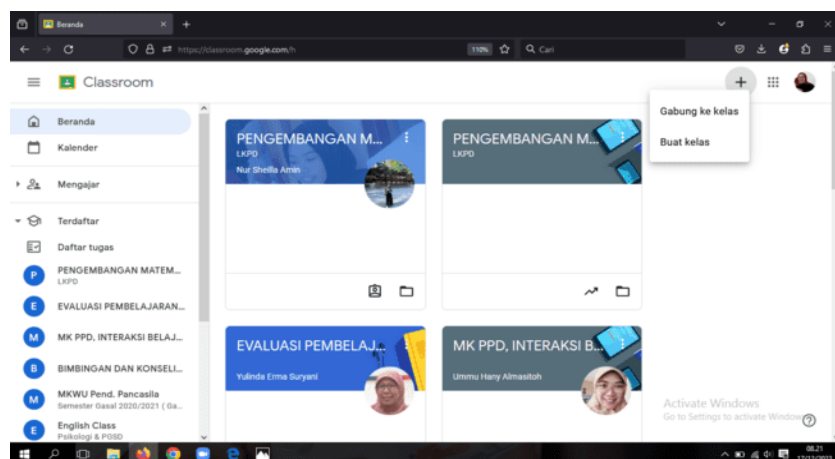 Beranda
https://classroom.google.com/h
110%
Cari
Classroom
Gabung ke kelas
Buat kelas
Beranda
Kalender
Mengajar
Terdaftar
Daftar tugas
P
PENGEMBANGAN MATEM...
LKPD
E
EVALUASI PEMBELAJARAN...
M
MK PPD, INTERAKSI BELAJ...
B
BIMBINGAN DAN KONSELI...
M
MKWU Pend. Pancasila
Semester Gasal 2020/2021 ( Ga...
E
English Class
Psikologi & PGSD
PENGEMBANGAN M...
LKPD
Nur Sheilla Amin
PENGEMBANGAN M...
LKPD
EVALUASI PEMBELAJ...
Yulinda Erma Suryani
MK PPD, INTERAKSI B...
Ummu Hany Almasitoh
Activate Windows
Go to Settings to activate Windows
08.21